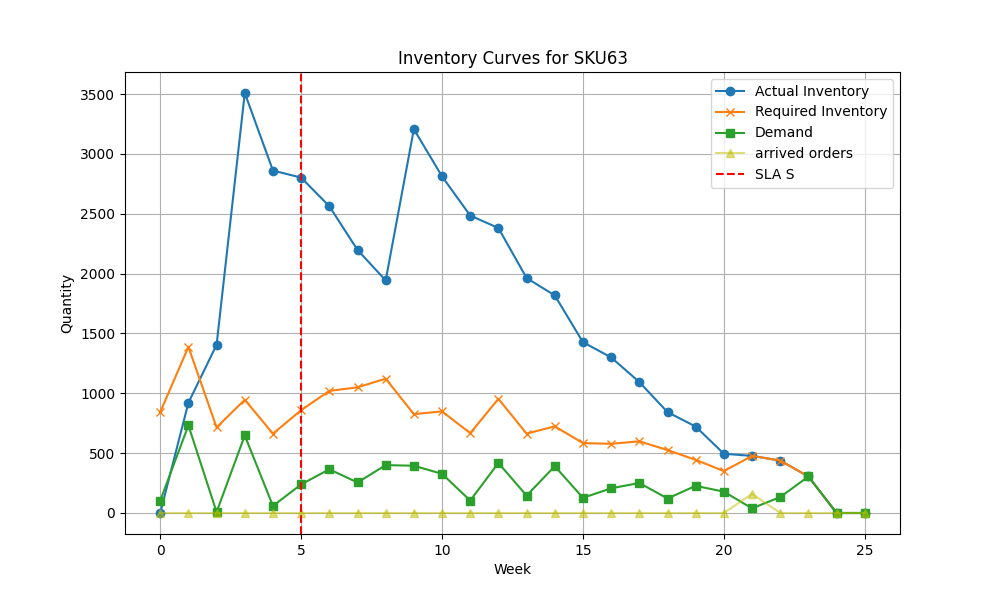 Inventory Curves for SKU63
Actual Inventory
Required Inventory
Demand
arrived orders
SLA S
Quantity
3500
3000
2500
2000
1500
1000
500
0
0 5 10 15 20 25
Week